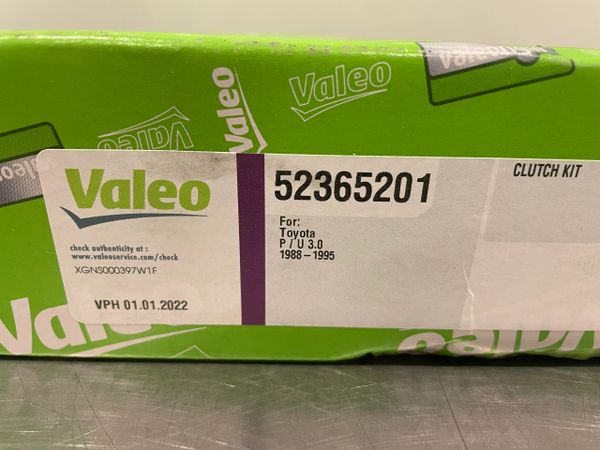 Valeo
Valeo
Valeo
Valeo
Valeo
check authenticity at :
www.valeoservice.com/check
XGNS000397W1F
VPH 01.01.2022
52365201
For:
Toyota
P / U 3.0
1988 – 1995
CLUTCH KIT
Valeo